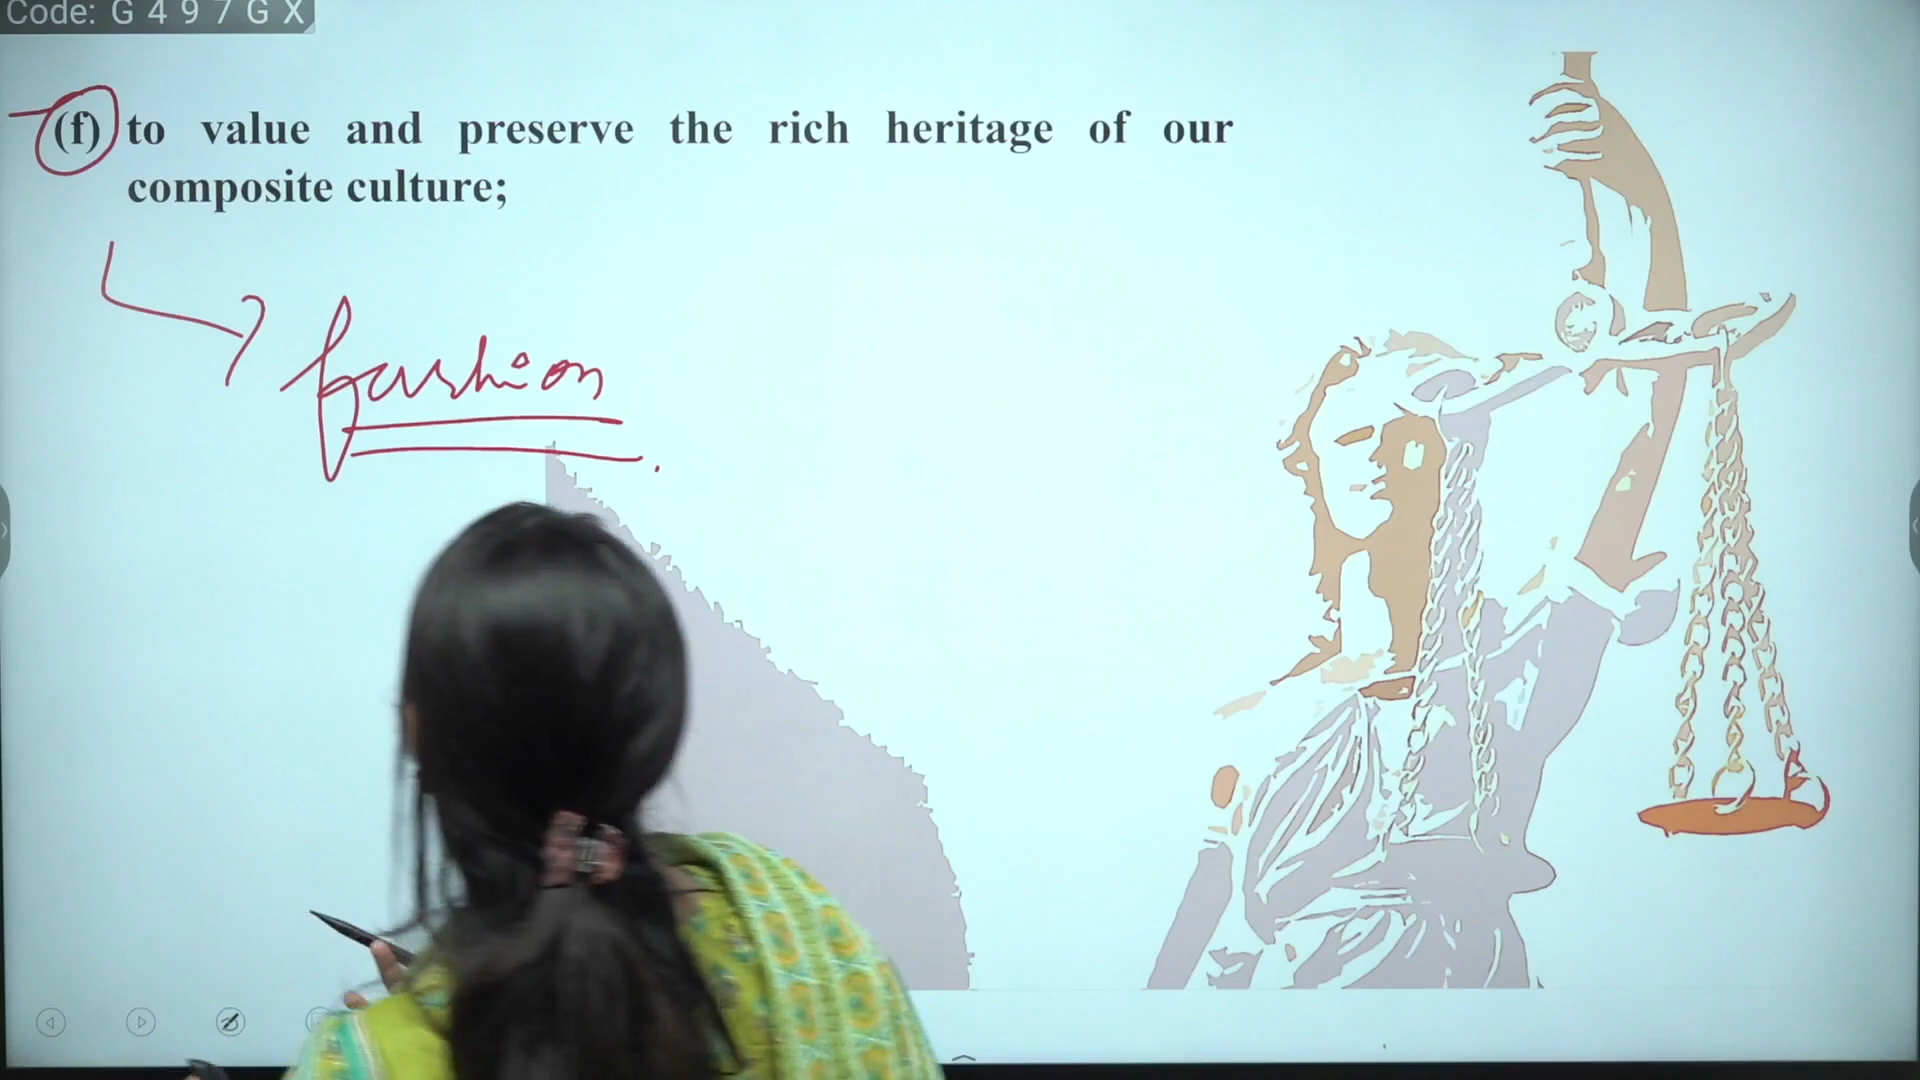 Code: G 4 9 7 G X
(f) to value and preserve the rich heritage of our
composite culture;
fashion